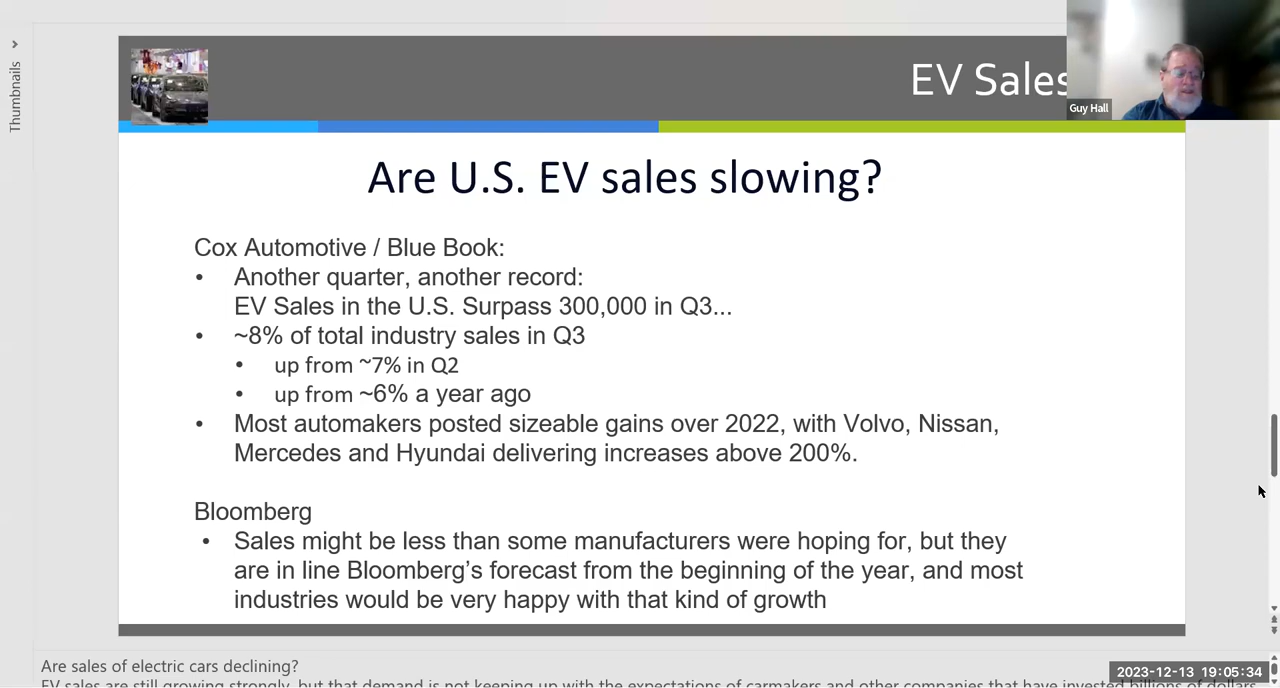 Thumbnails
EV Sales
Guy Hall
Are U.S. EV sales slowing?
Cox Automotive / Blue Book:
• Another quarter, another record:
EV Sales in the U.S. Surpass 300,000 in Q3...
• ~8% of total industry sales in Q3
• up from ~7% in Q2
• up from ~6% a year ago
• Most automakers posted sizeable gains over 2022, with Volvo, Nissan,
Mercedes and Hyundai delivering increases above 200%.
Bloomberg
• Sales might be less than some manufacturers were hoping for, but they
are in line Bloomberg’s forecast from the beginning of the year, and most
industries would be very happy with that kind of growth
Are sales of electric cars declining?
2023-12-13 19:05:34
EV sales are still growing strongly, but that demand is not keeping up with the expectations of carmakers and other companies that have invested billions of dollars